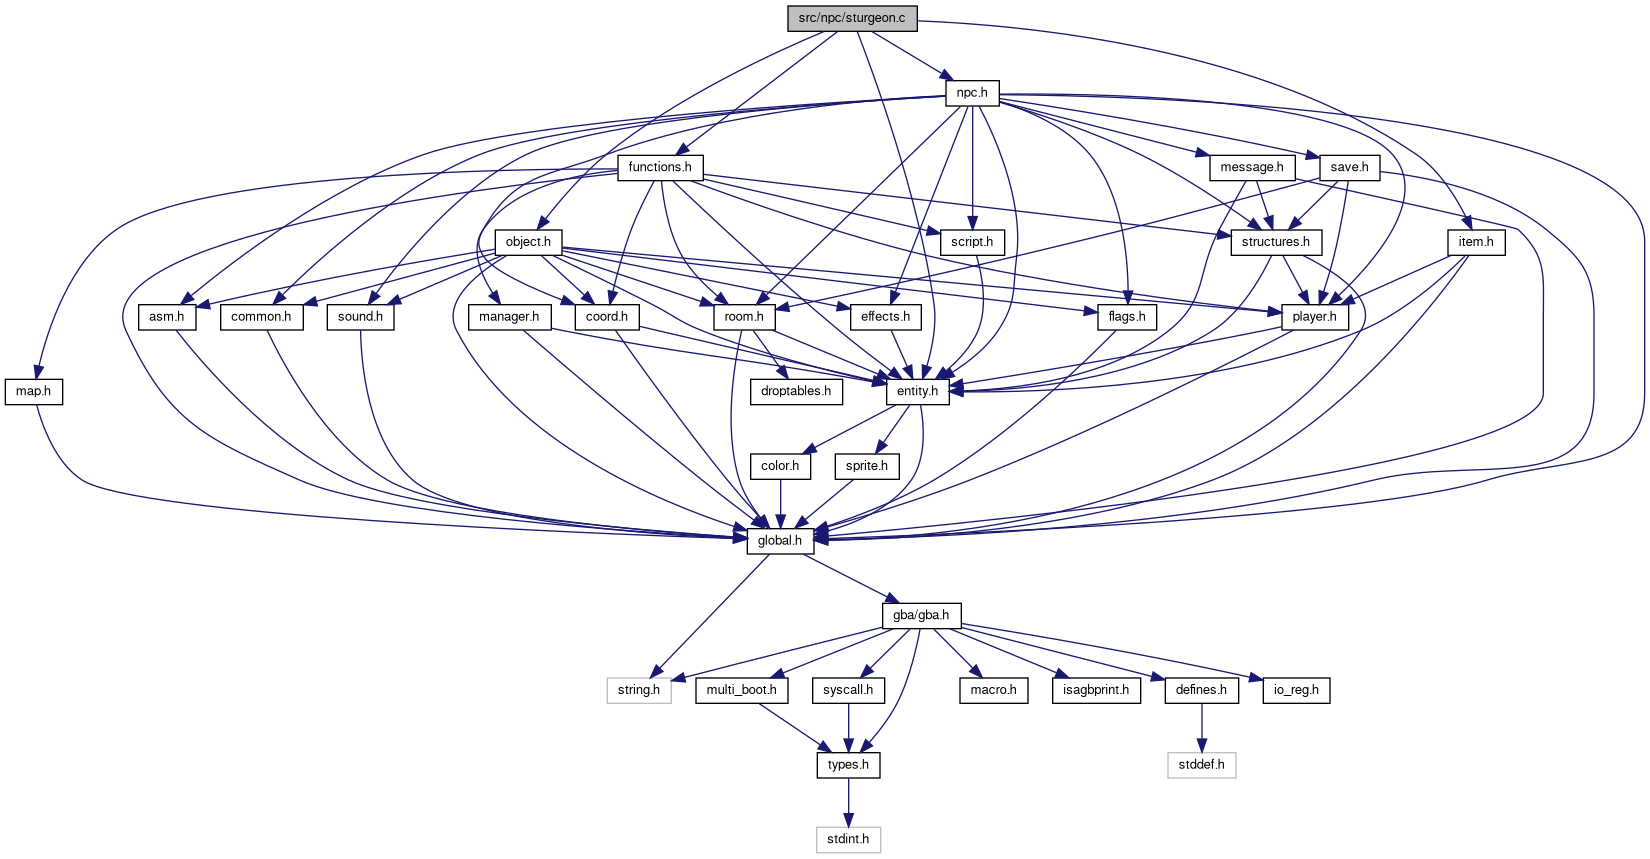 src/npc/sturgeon.c
npc.h
functions.h
message.h
save.h
object.h
script.h
structures.h
item.h
asm.h
common.h
sound.h
manager.h
coord.h
room.h
effects.h
flags.h
player.h
map.h
droptables.h
entity.h
color.h
sprite.h
global.h
gba/gba.h
string.h
multi_boot.h
syscall.h
macro.h
isagbprint.h
defines.h
io_reg.h
types.h
stddef.h
stdint.h